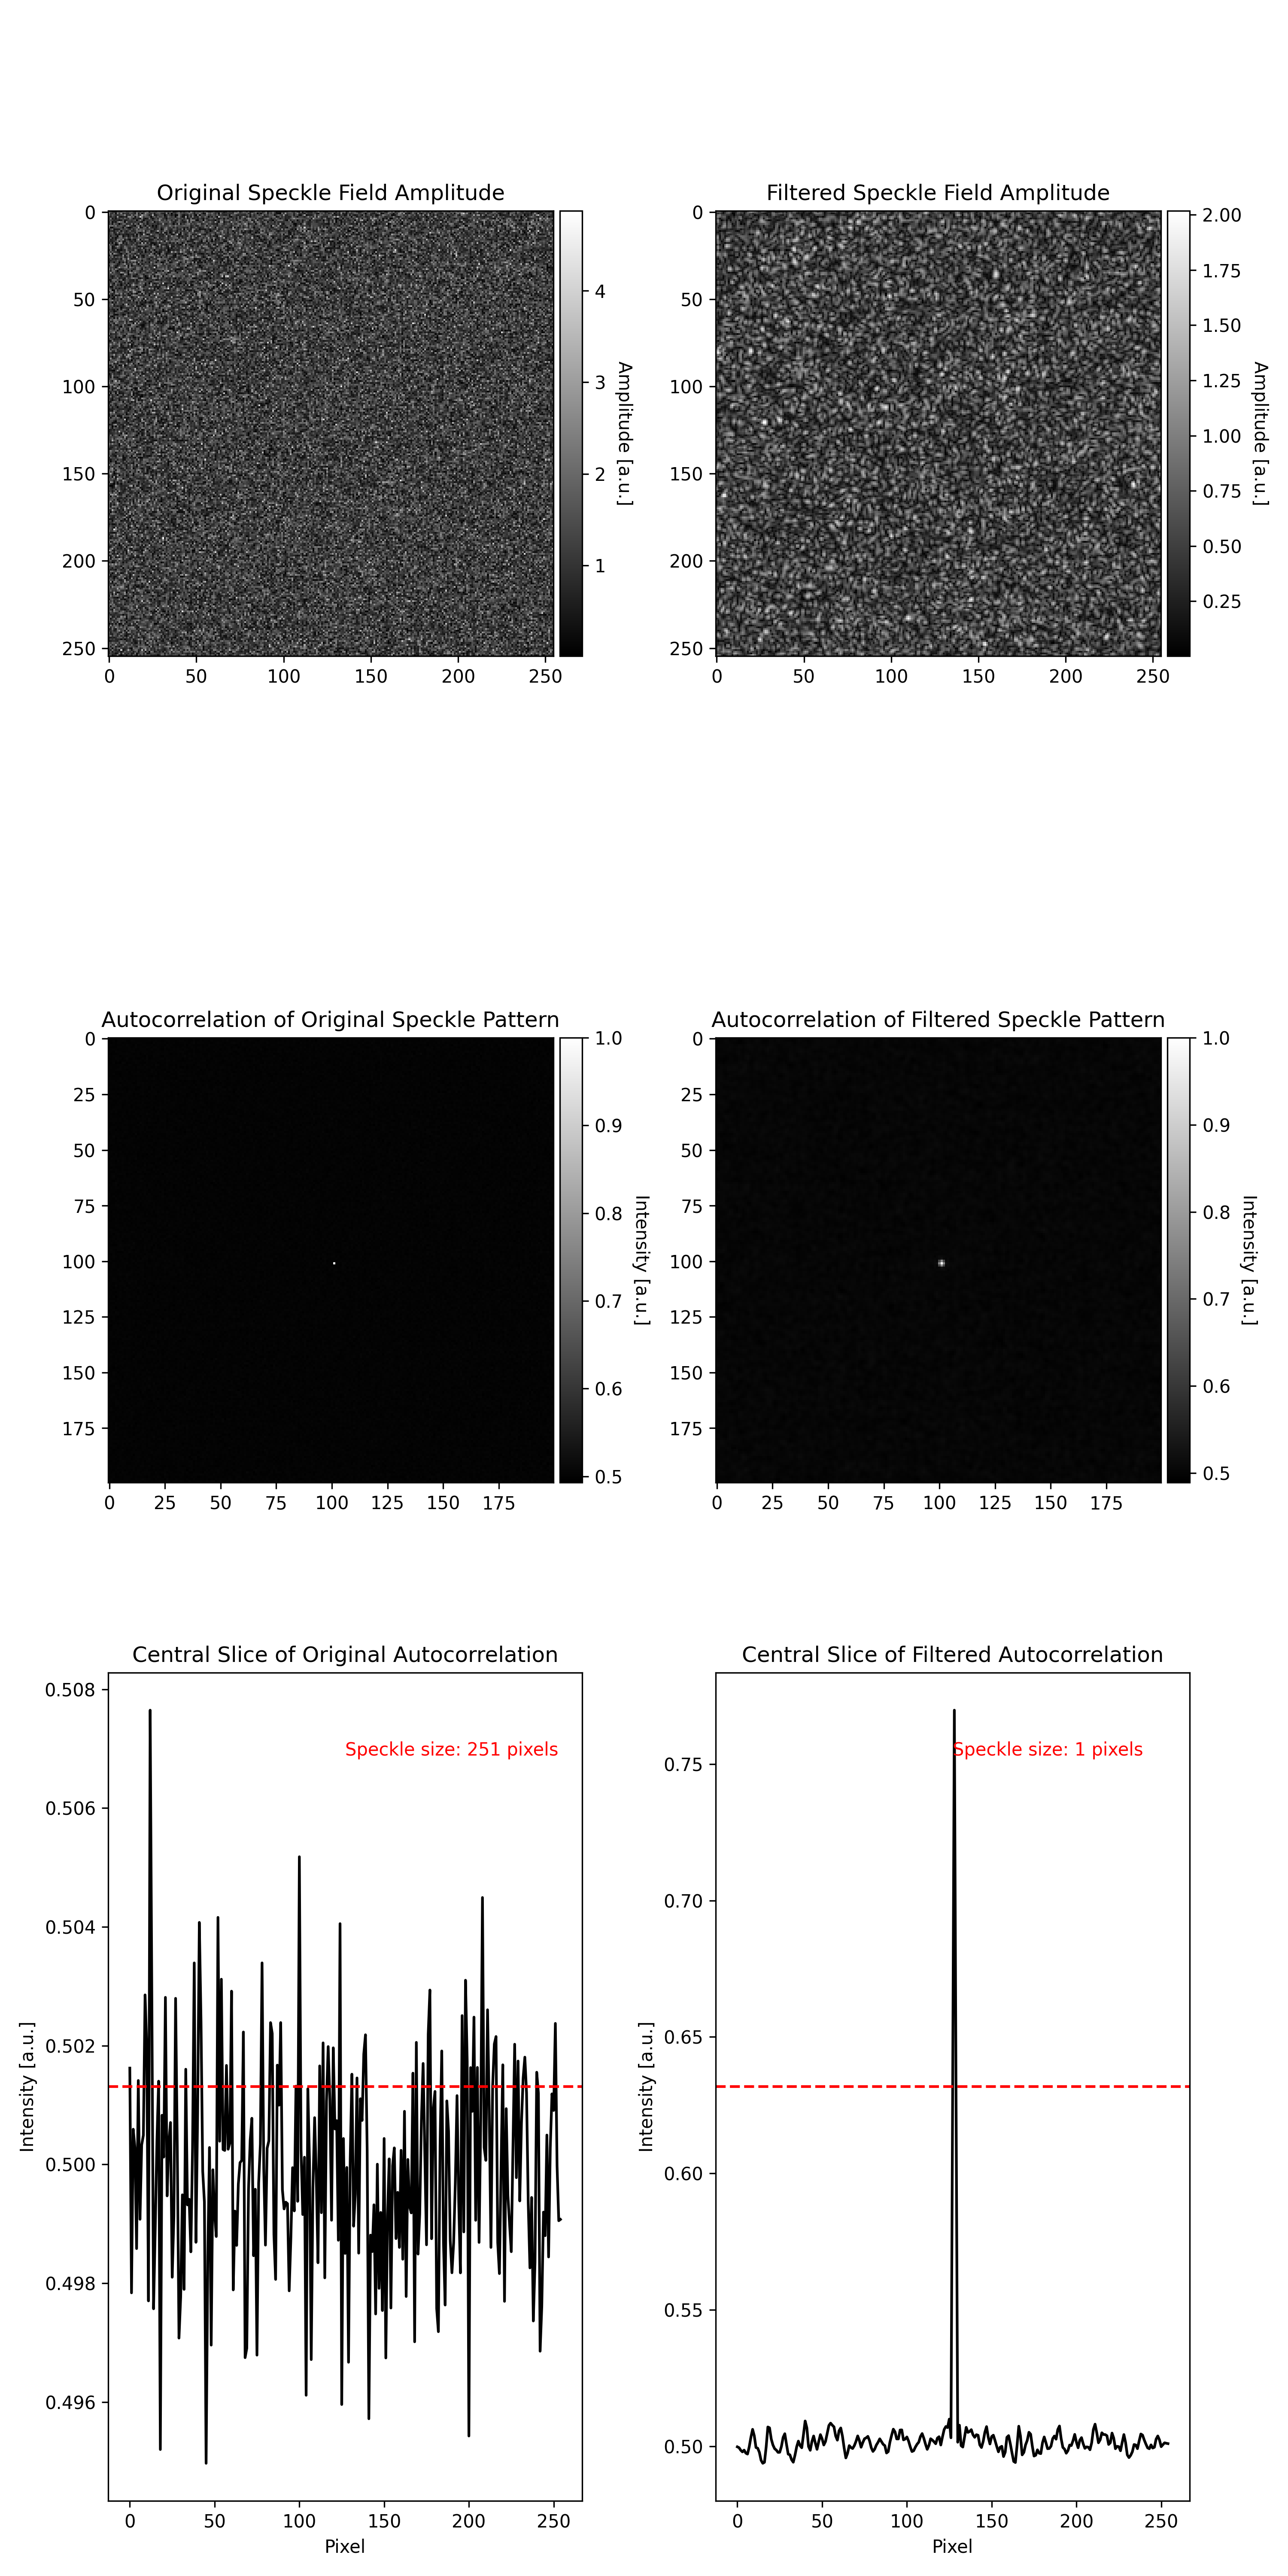 Original Speckle Field Amplitude
0
50
100
150
200
250
0 50 100 150 200 250
4
3
2
1
Amplitude [a.u.]
Filtered Speckle Field Amplitude
0
50
100
150
200
250
0 50 100 150 200 250
2.00
1.75
1.50
1.25
1.00
0.75
0.50
0.25
Amplitude [a.u.]
Autocorrelation of Original Speckle Pattern
0
25
50
75
100
125
150
175
0 25 50 75 100 125 150 175
1.0
0.9
0.8
0.7
0.6
0.5
Intensity [a.u.]
Autocorrelation of Filtered Speckle Pattern
0
25
50
75
100
125
150
175
0 25 50 75 100 125 150 175
1.0
0.9
0.8
0.7
0.6
0.5
Intensity [a.u.]
Central Slice of Original Autocorrelation
Speckle size: 251 pixels
0.508
0.506
0.504
0.502
0.500
0.498
0.496
Intensity [a.u.]
0 50 100 150 200 250
Pixel
Central Slice of Filtered Autocorrelation
Speckle size: 1 pixels
0.75
0.70
0.65
0.60
0.55
0.50
Intensity [a.u.]
0 50 100 150 200 250
Pixel